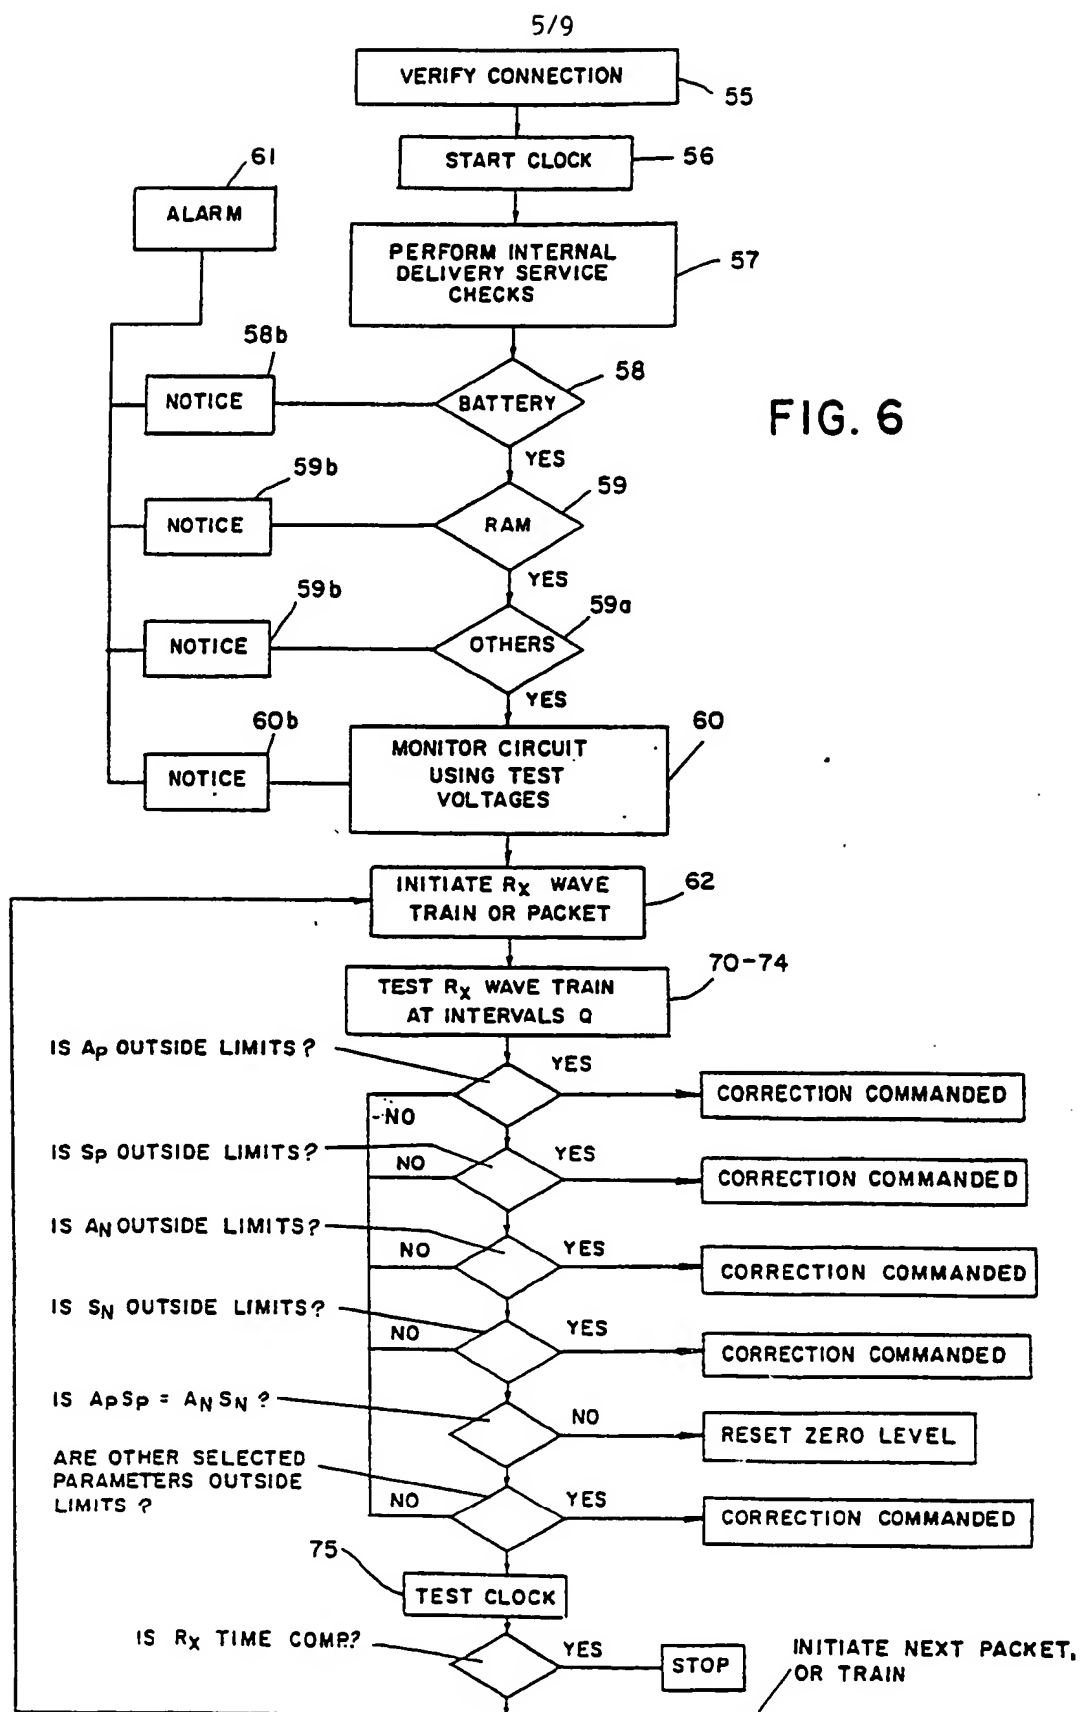 5/9
VERIFY CONNECTION
55
START CLOCK
56
61
ALARM
PERFORM INTERNAL
DELIVERY SERVICE
CHECKS
57
58b
NOTICE
BATTERY
58
FIG. 6
YES
59b
NOTICE
RAM
59
YES
59b
NOTICE
OTHERS
59a
YES
60b
NOTICE
MONITOR CIRCUIT
USING TEST
VOLTAGES
60
INITIATE RX WAVE
TRAIN OR PACKET
62
TEST RX WAVE TRAIN
AT INTERVALS Q
70-74
IS AP OUTSIDE LIMITS?
YES
NO
CORRECTION COMMANDED
IS SP OUTSIDE LIMITS?
NO
YES
CORRECTION COMMANDED
IS AN OUTSIDE LIMITS?
NO
YES
CORRECTION COMMANDED
IS SN OUTSIDE LIMITS?
NO
YES
CORRECTION COMMANDED
IS APSP = ANSN?
NO
RESET ZERO LEVEL
ARE OTHER SELECTED
PARAMETERS OUTSIDE
LIMITS?
NO
YES
CORRECTION COMMANDED
75
TEST CLOCK
IS RX TIME COMP.?
YES
STOP
INITIATE NEXT PACKET,
OR TRAIN